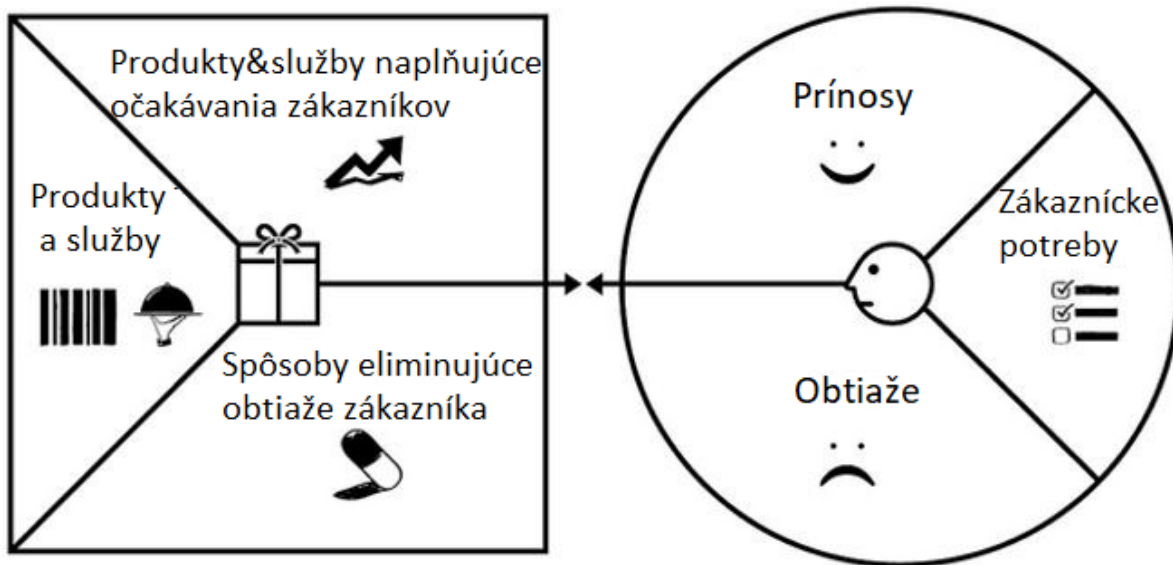 Produkty&služby naplňujúce
očakávania zákazníkov
Produkty
a služby
Spôsoby eliminujúce
obtiaže zákazníka
Prínosy
Zákaznícke
potreby
Obtiaže